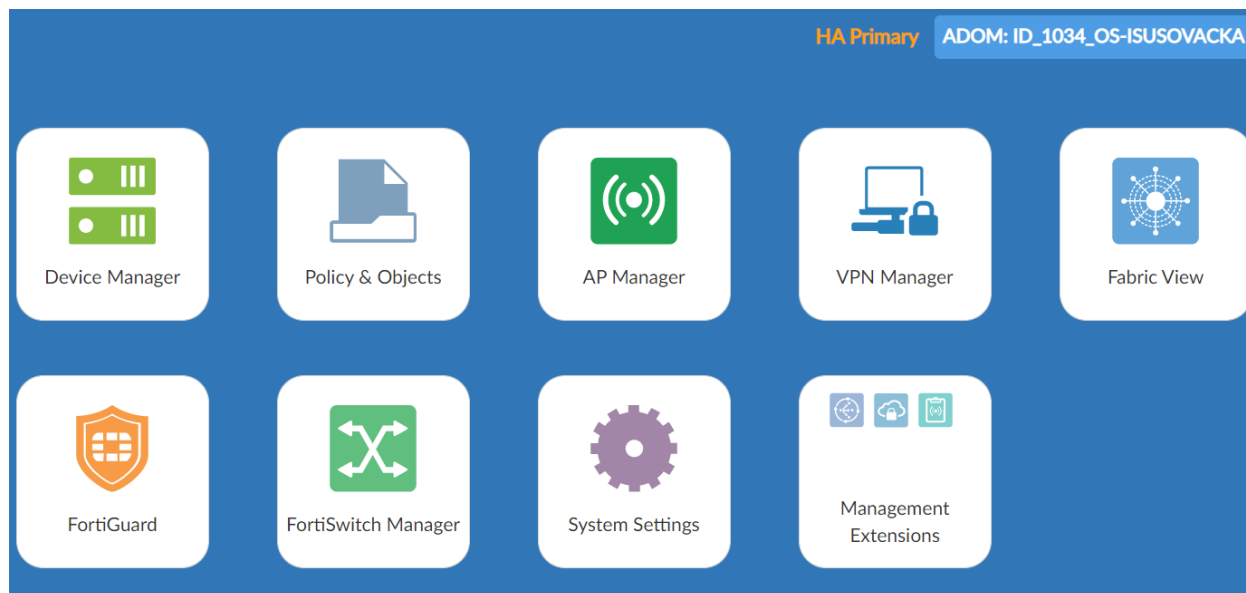 HA Primary
ADOM: ID_1034_OS-ISUSOVACKA
Device Manager
Policy & Objects
AP Manager
VPN Manager
Fabric View
FortiGuard
FortiSwitch Manager
System Settings
Management
Extensions